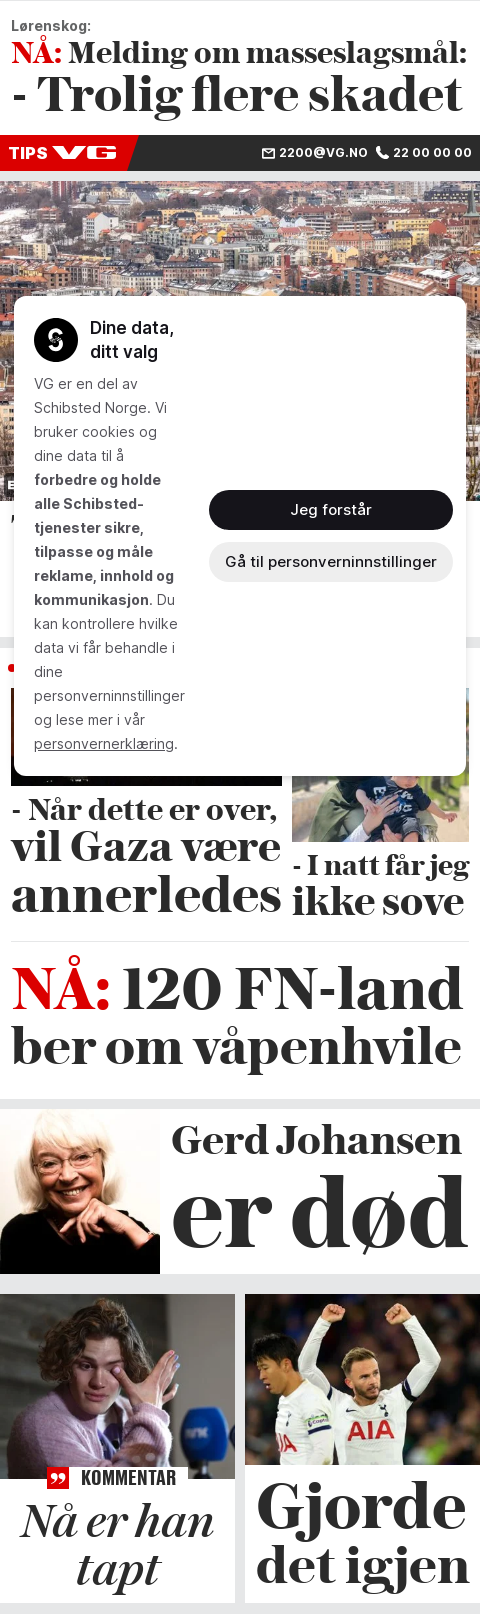 Lørenskog:
NÅ: Melding om masseslagsmål:
- Trolig flere skadet
TIPS VG
2200@VG.NO 22 00 00 00
Dine data,
ditt valg
VG er en del av
Schibsted Norge. Vi
bruker cookies og
dine data til å
forbedre og holde
alle Schibsted-
tjenester sikre,
tilpasse og måle
reklame, innhold og
kommunikasjon. Du
kan kontrollere hvilke
data vi får behandle i
dine
personverninnstillinger
og lese mer i vår
personvernerklæring.
Jeg forstår
Gå til personverninnstillinger
- Når dette er over,
vil Gaza være
annerledes
- I natt får jeg
ikke sove
NÅ: 120 FN-land
ber om våpenhvile
Gerd Johansen
er død
KOMMENTAR
Nå er han
tapt
AIA
Gjorde
det igjen